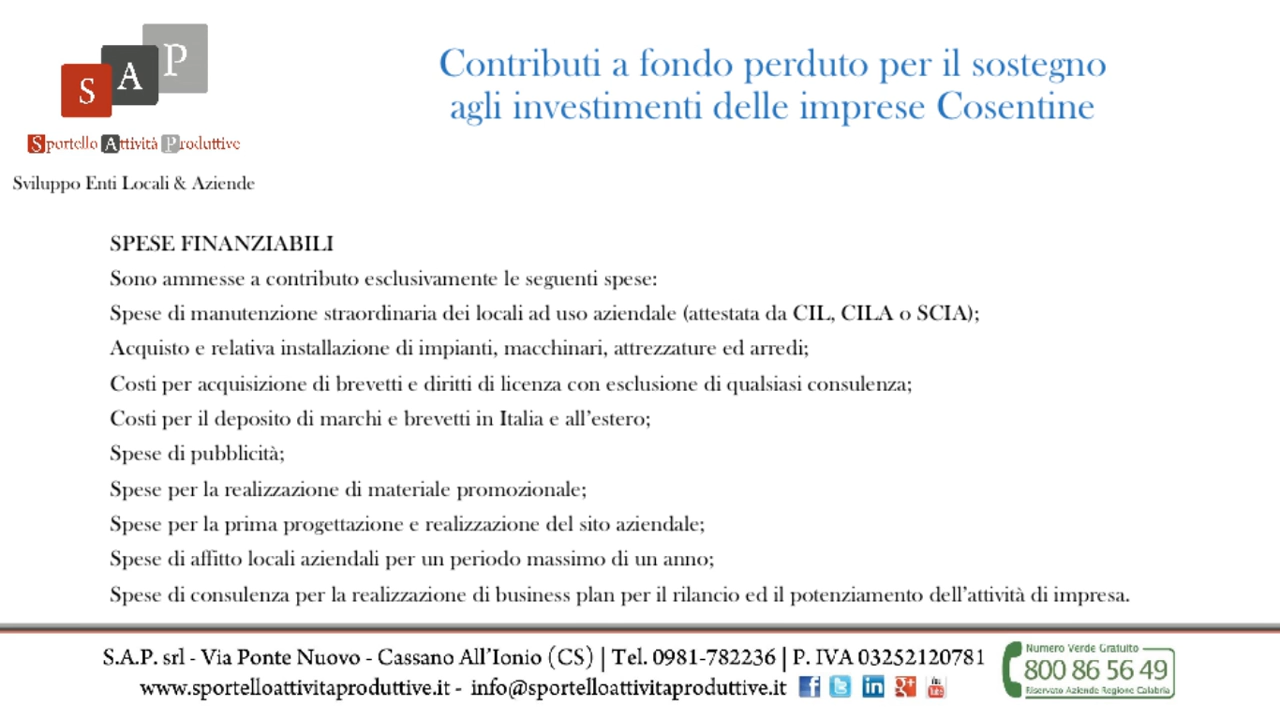 S A P
Sportello Attività Produttive
Sviluppo Enti Locali & Aziende
Contributi a fondo perduto per il sostegno
agli investimenti delle imprese Cosentine
SPESE FINANZIABILI
Sono ammesse a contributo esclusivamente le seguenti spese:
Spese di manutenzione straordinaria dei locali ad uso aziendale (attestata da CIL, CILA o SCIA);
Acquisto e relativa installazione di impianti, macchinari, attrezzature ed arredi;
Costi per acquisizione di brevetti e diritti di licenza con esclusione di qualsiasi consulenza;
Costi per il deposito di marchi e brevetti in Italia e all’estero;
Spese di pubblicità;
Spese per la realizzazione di materiale promozionale;
Spese per la prima progettazione e realizzazione del sito aziendale;
Spese di affitto locali aziendali per un periodo massimo di un anno;
Spese di consulenza per la realizzazione di business plan per il rilancio ed il potenziamento dell’attività di impresa.
S.A.P. srl - Via Ponte Nuovo - Cassano All’Ionio (CS) | Tel. 0981-782236 | P. IVA 03252120781
www.sportelloattivitaproduttive.it - info@sportelloattivitaproduttive.it
Numero Verde Gratuito
800 86 56 49
Riservato Aziende Regione Calabria